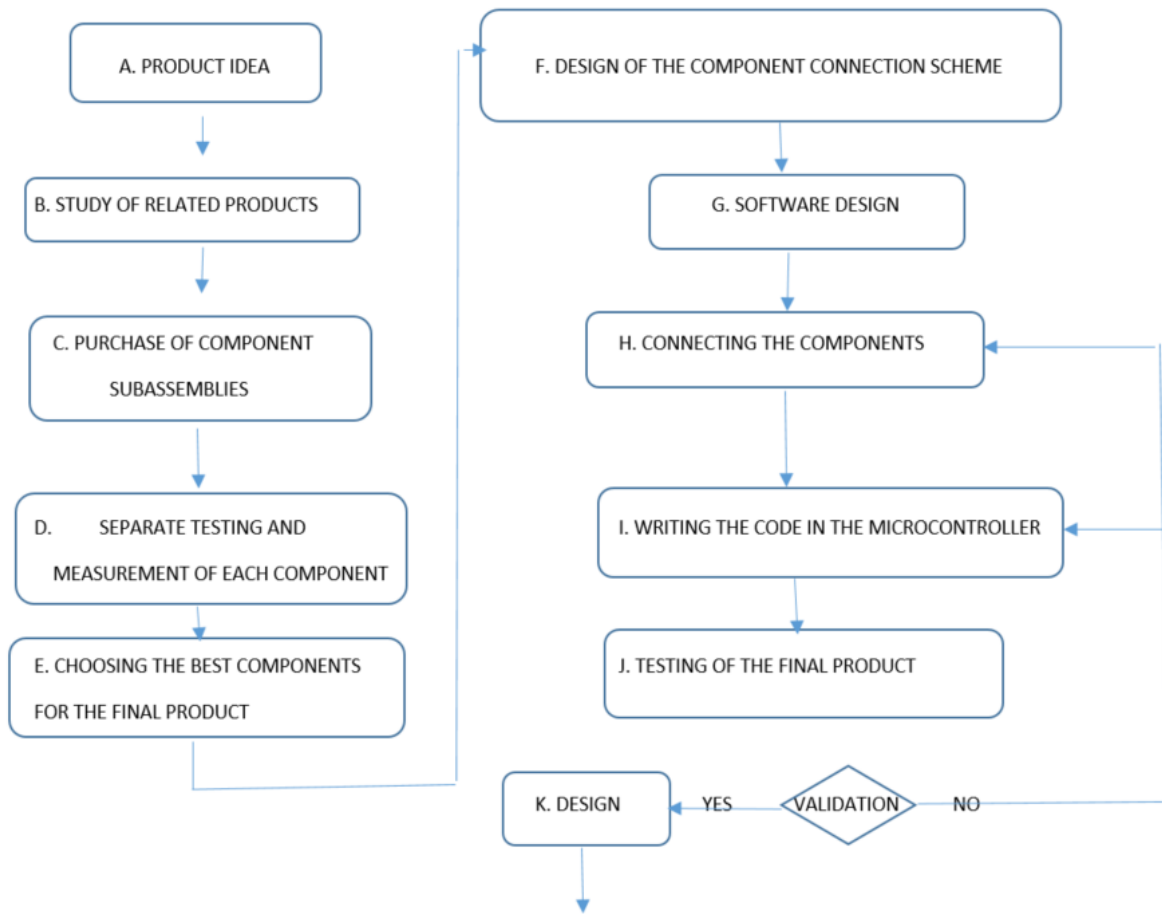 A. PRODUCT IDEA
B. STUDY OF RELATED PRODUCTS
C. PURCHASE OF COMPONENT
SUBASSEMBLIES
D. SEPARATE TESTING AND
MEASUREMENT OF EACH COMPONENT
E. CHOOSING THE BEST COMPONENTS
FOR THE FINAL PRODUCT
F. DESIGN OF THE COMPONENT CONNECTION SCHEME
G. SOFTWARE DESIGN
H. CONNECTING THE COMPONENTS
I. WRITING THE CODE IN THE MICROCONTROLLER
J. TESTING OF THE FINAL PRODUCT
K. DESIGN YES VALIDATION NO